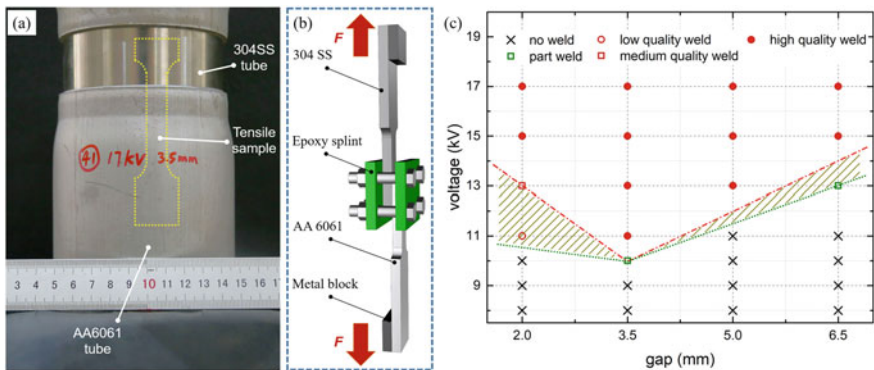 (a)
304SS
tube
Tensile
sample
41 17kV 3.5mm
3 4 5 6 7 8 9 10 11 12 13 14 15 16 17
AA6061
tube
(b)
F
304 SS
Epoxy splint
AA 6061
Metal block
F
(c)
no weld low quality weld high quality weld
part weld medium quality weld
voltage (kV)
19
17
15
13
11
9
2.0 3.5 5.0 6.5
gap (mm)